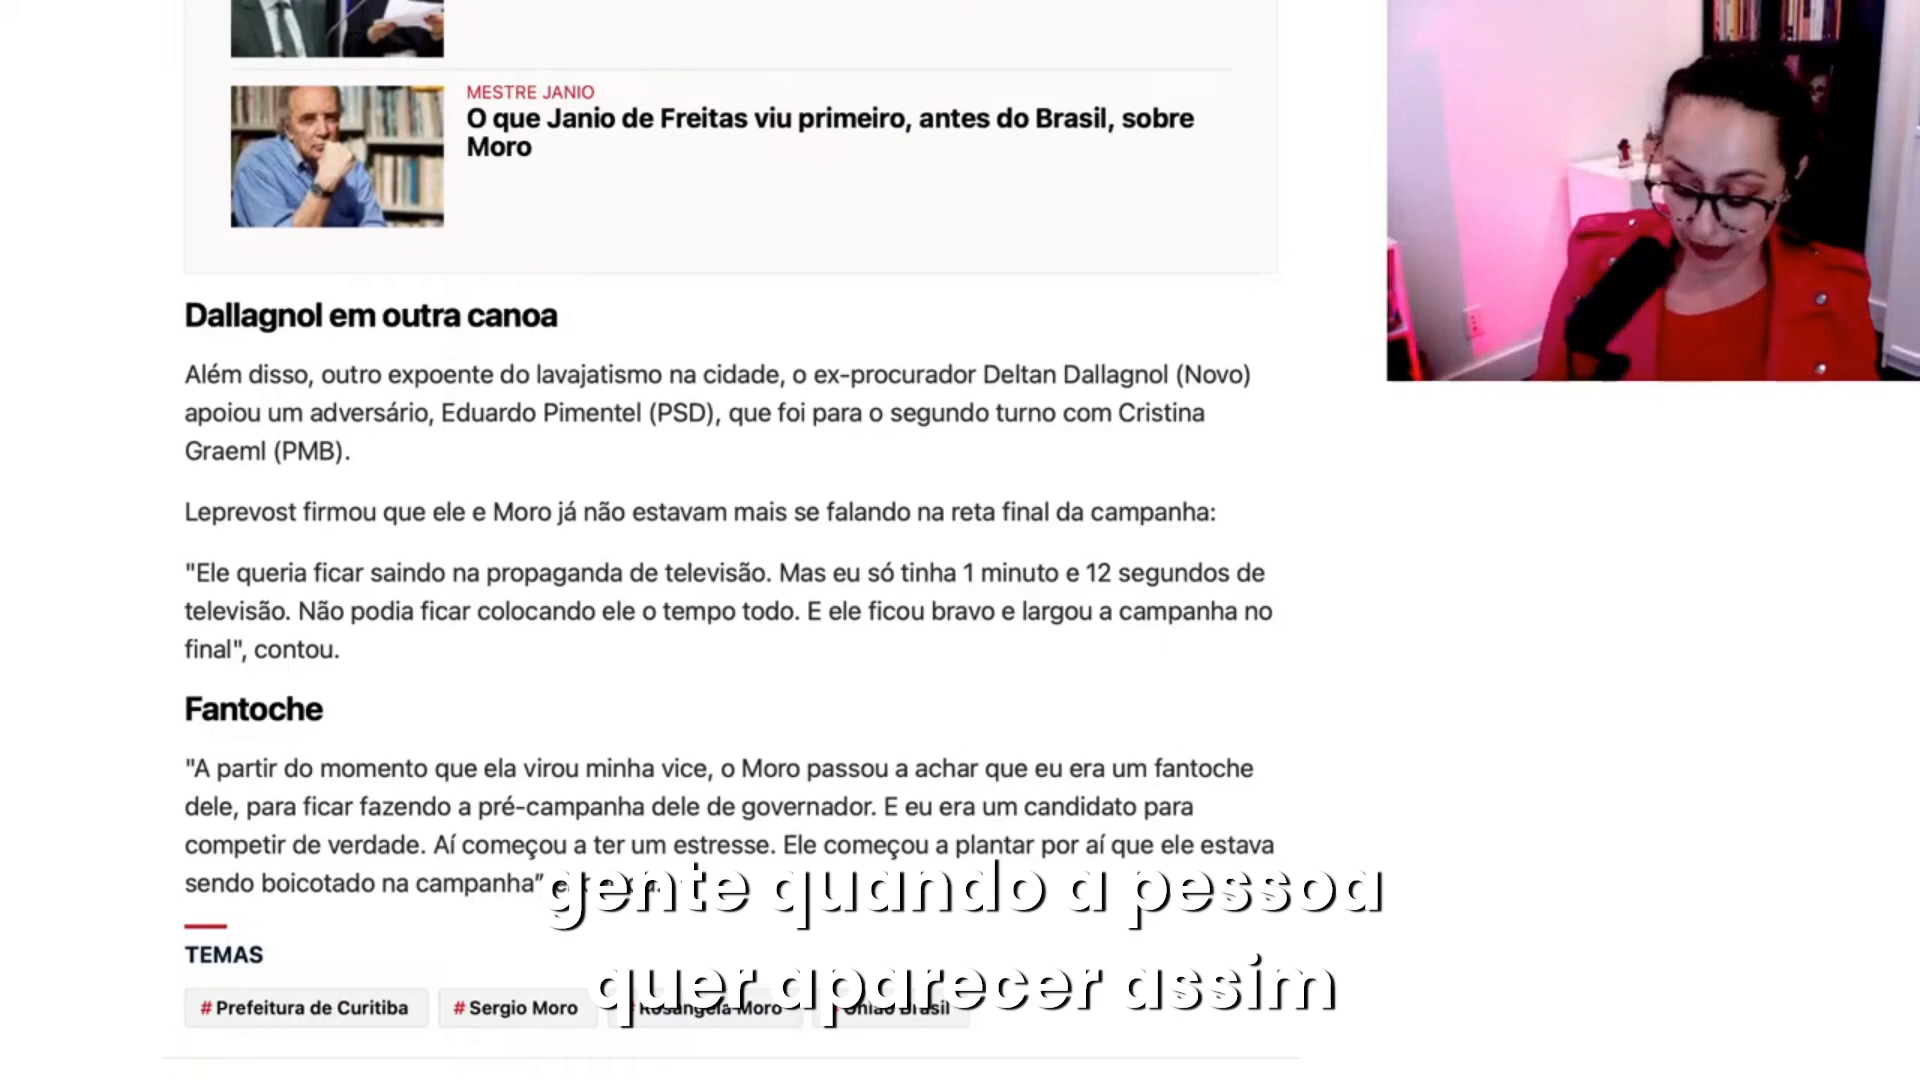 MESTRE JANIO
O que Janio de Freitas viu primeiro, antes do Brasil, sobre
Moro
Dallagnol em outra canoa
Além disso, outro expoente do lavajatismo na cidade, o ex-procurador Deltan Dallagnol (Novo)
apoiou um adversário, Eduardo Pimentel (PSD), que foi para o segundo turno com Cristina
Graeml (PMB).
Leprevost firmou que ele e Moro já não estavam mais se falando na reta final da campanha:
"Ele queria ficar saindo na propaganda de televisão. Mas eu só tinha 1 minuto e 12 segundos de
televisão. Não podia ficar colocando ele o tempo todo. E ele ficou bravo e largou a campanha no
final", contou.
Fantoche
"A partir do momento que ela virou minha vice, o Moro passou a achar que eu era um fantoche
dele, para ficar fazendo a pré-campanha dele de governador. E eu era um candidato para
competir de verdade. Aí começou a ter um estresse. Ele começou a plantar por aí que ele estava
sendo boicotado na campanha”
gente quando a pessoa
quer aparecer assim
TEMAS
# Prefeitura de Curitiba # Sergio Moro # Rosangela Moro # União Brasil